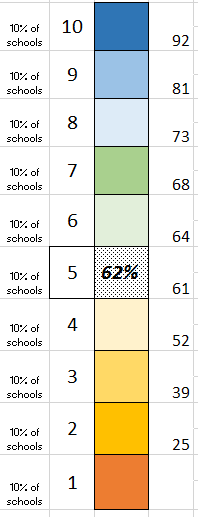 10% of schools 10 92
10% of schools 9 81
10% of schools 8 73
10% of schools 7 68
10% of schools 6 64
10% of schools 5 62% 61
10% of schools 4 52
10% of schools 3 39
10% of schools 2 25
10% of schools 1